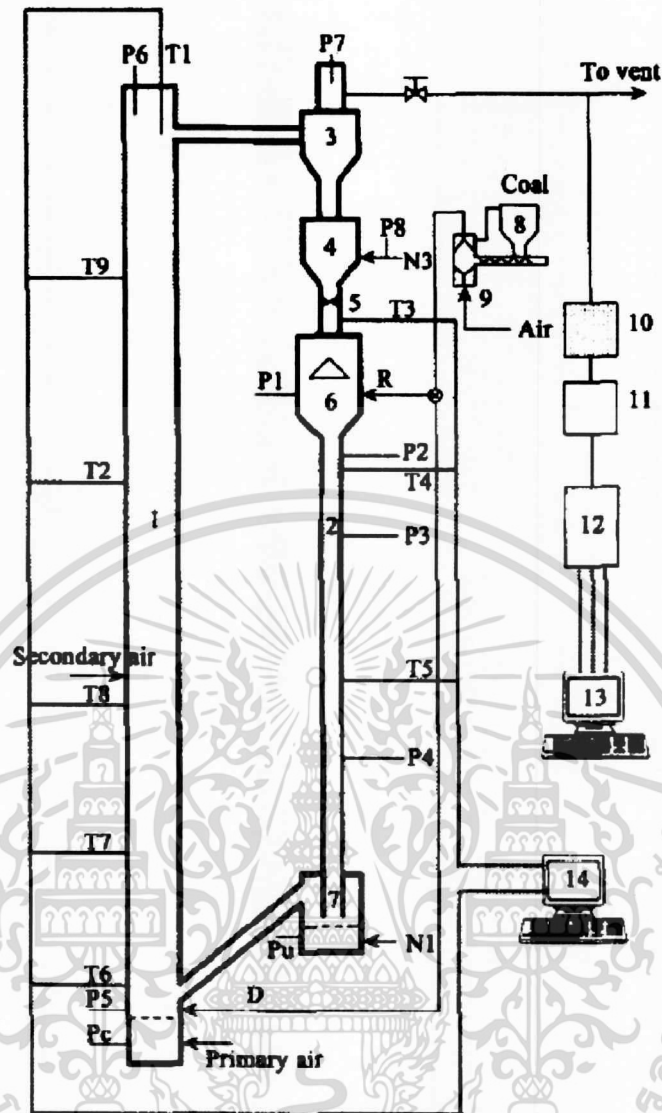 P6
T1
P7
To vent
3
Coal
8
P8
4
N3
9
T9
5
T3
Air
10
P1
6
R
11
P2
T2
T4
1
2
P3
12
Secondary air
T5
T8
13
P4
T7
7
14
Pu
N1
T6
P5
D
Pc
Primary air